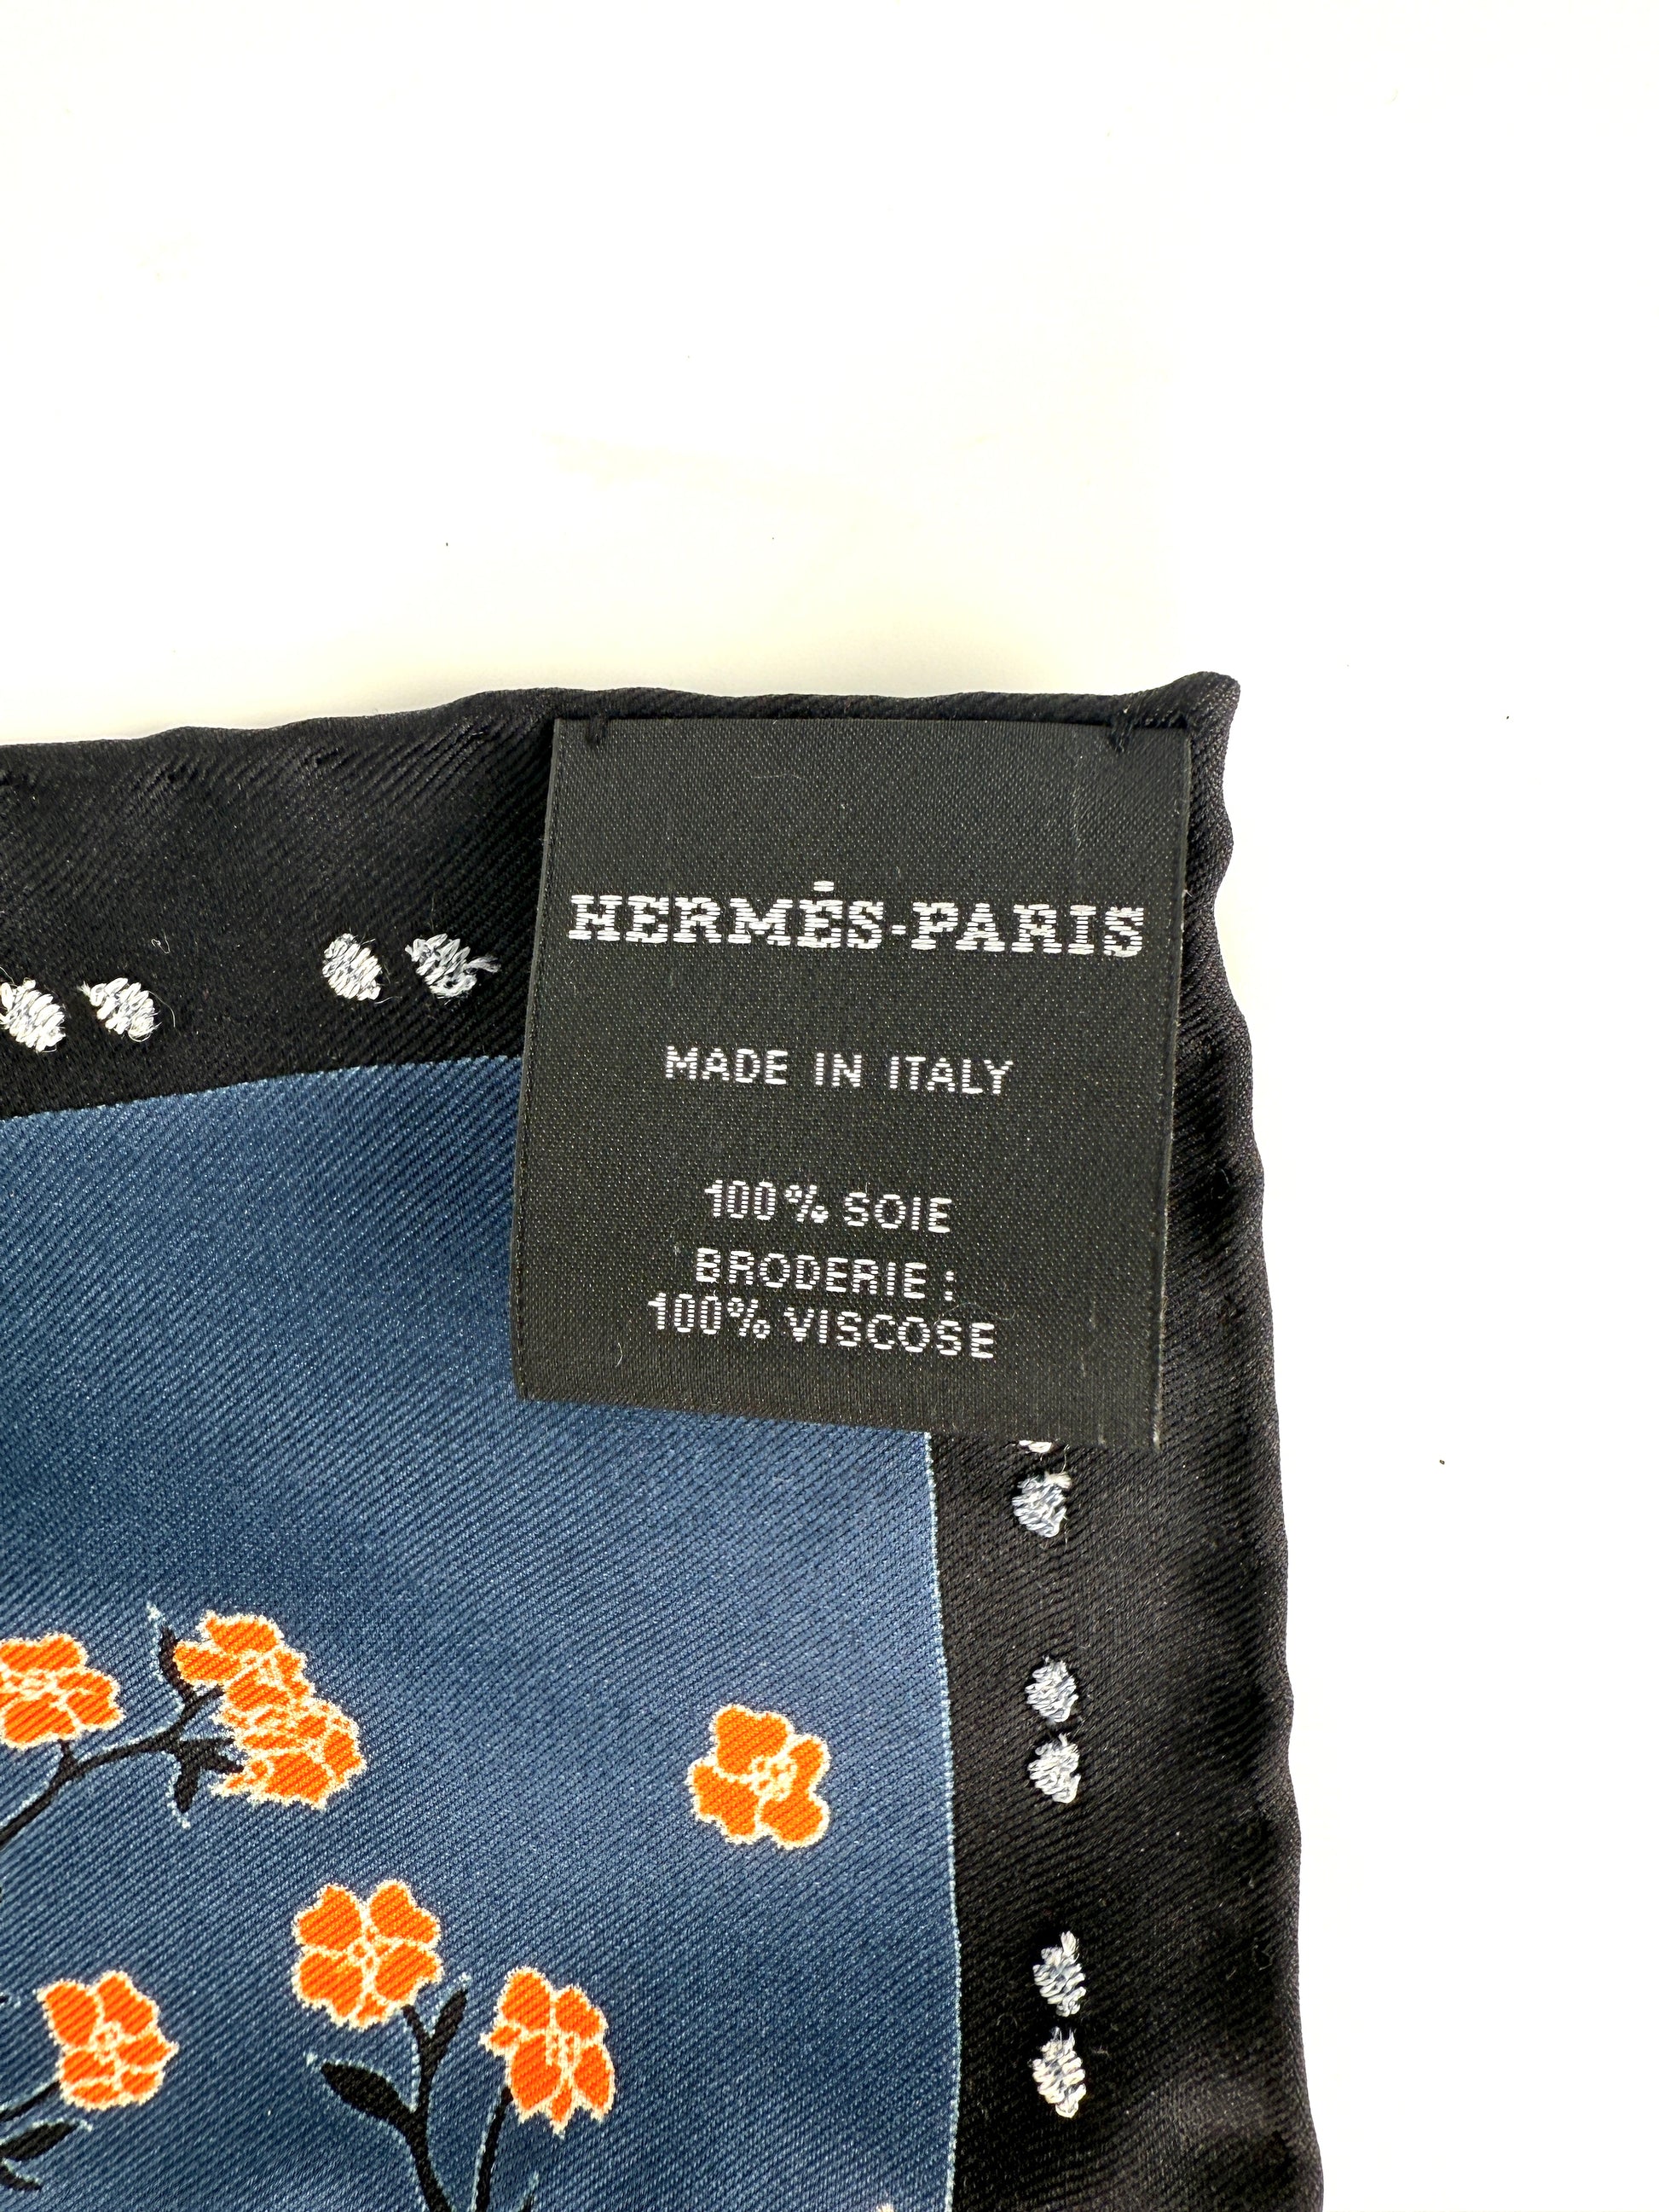 HERMÈS-PARIS
MADE IN ITALY
100% SOIE
BRODERIE :
100% VISCOSE